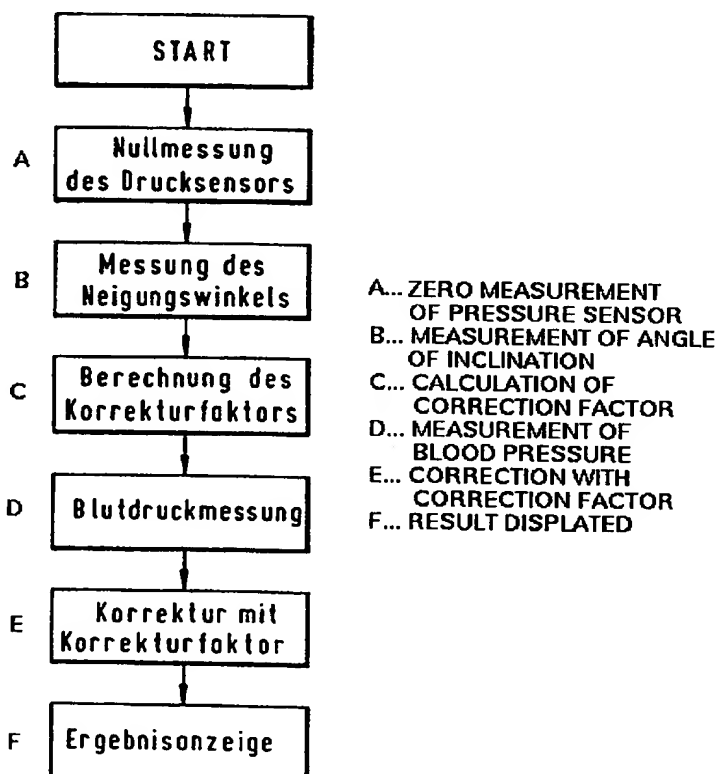 START
A
Nullmessung
des Drucksensors
B
Messung des
Neigungswinkels
C
Berechnung des
Korrekturfaktors
D
Blutdruckmessung
E
Korrektur mit
Korrekturfaktor
F
Ergebnisanzeige
A... ZERO MEASUREMENT
OF PRESSURE SENSOR
B... MEASUREMENT OF ANGLE
OF INCLINATION
C... CALCULATION OF
CORRECTION FACTOR
D... MEASUREMENT OF
BLOOD PRESSURE
E... CORRECTION WITH
CORRECTION FACTOR
F... RESULT DISPLATED